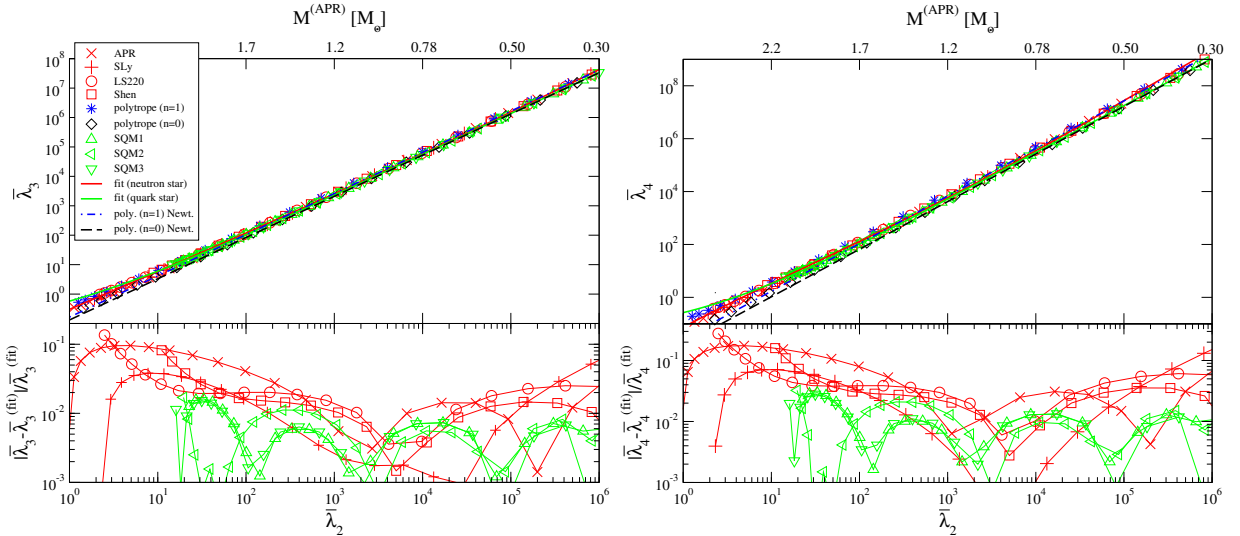 M^(APR) [M_Θ]
1.7 1.2 0.78 0.50 0.30
10^8
10^7
10^6
10^5
10^4
10^3
10^2
10^1
10^0
λ̄_3
APR
SLy
LS220
Shen
polytrope (n=1)
polytrope (n=0)
SQM1
SQM2
SQM3
fit (neutron star)
fit (quark star)
poly. (n=1) Newt.
poly. (n=0) Newt.
10^-1
10^-2
10^-3
|λ̄_3-λ̄_3^(fit)|/λ̄_3^(fit)
10^0 10^1 10^2 10^3 10^4 10^5 10^6
λ̄_2
M^(APR) [M_Θ]
2.2 1.7 1.2 0.78 0.50 0.30
10^8
10^6
10^4
10^2
10^0
λ̄_4
10^-1
10^-2
10^-3
|λ̄_4-λ̄_4^(fit)|/λ̄_4^(fit)
10^0 10^1 10^2 10^3 10^4 10^5 10^6
λ̄_2